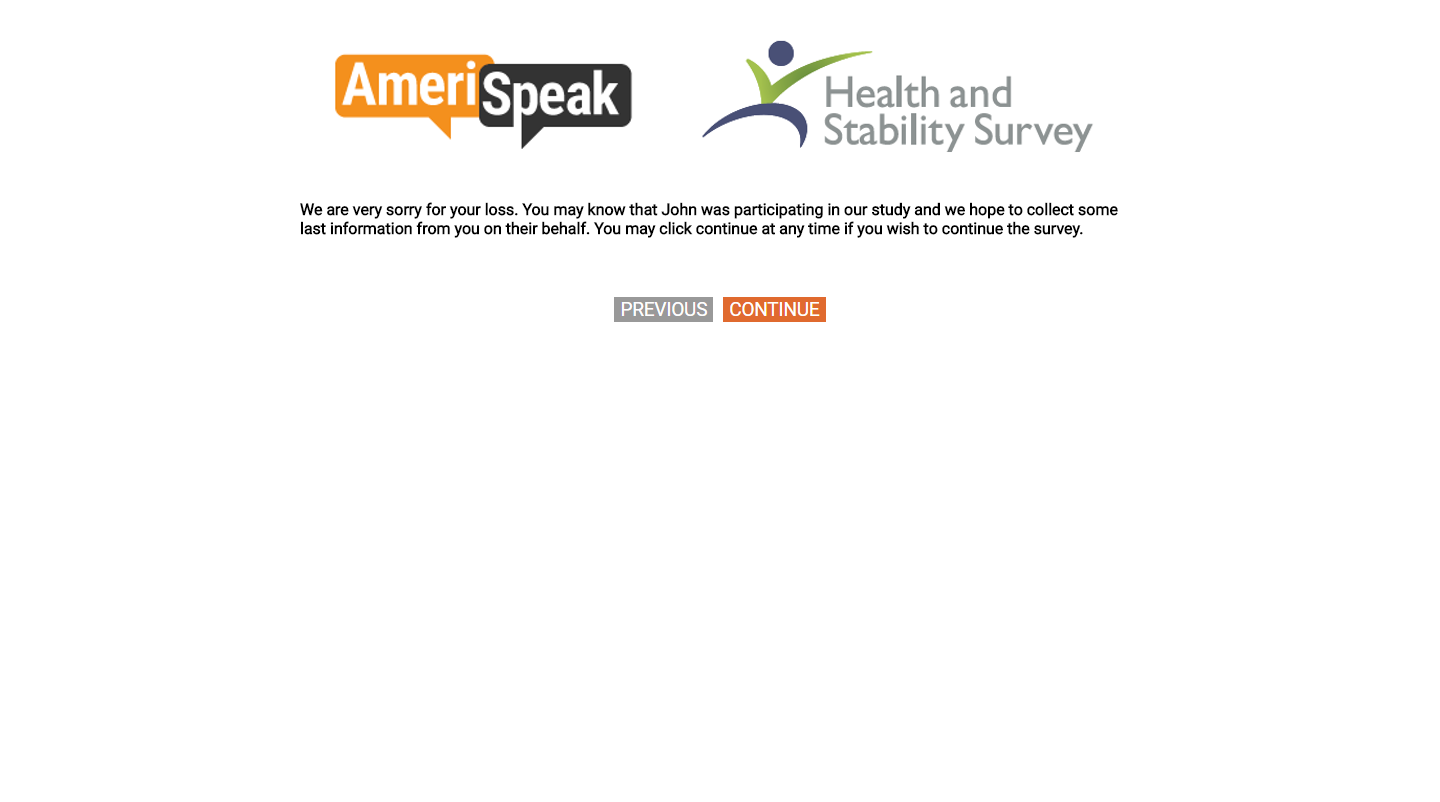 AmeriSpeak
Health and
Stability Survey
We are very sorry for your loss. You may know that John was participating in our study and we hope to collect some
last information from you on their behalf. You may click continue at any time if you wish to continue the survey.
PREVIOUS CONTINUE